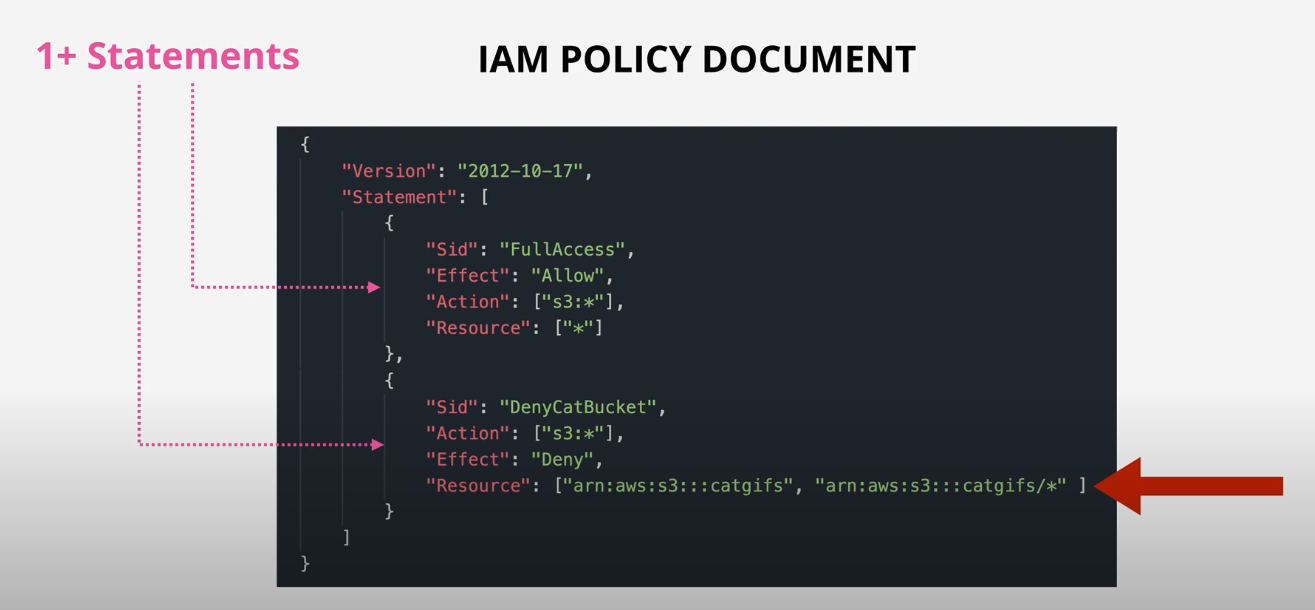 1+ Statements
IAM POLICY DOCUMENT
{
"Version": "2012-10-17",
"Statement": [
{
"Sid": "FullAccess",
"Effect": "Allow",
"Action": ["s3:*"],
"Resource": ["*"]
},
{
"Sid": "DenyCatBucket",
"Action": ["s3:*"],
"Effect": "Deny",
"Resource": ["arn:aws:s3:::catgifs", "arn:aws:s3:::catgifs/*" ]
}
]
}